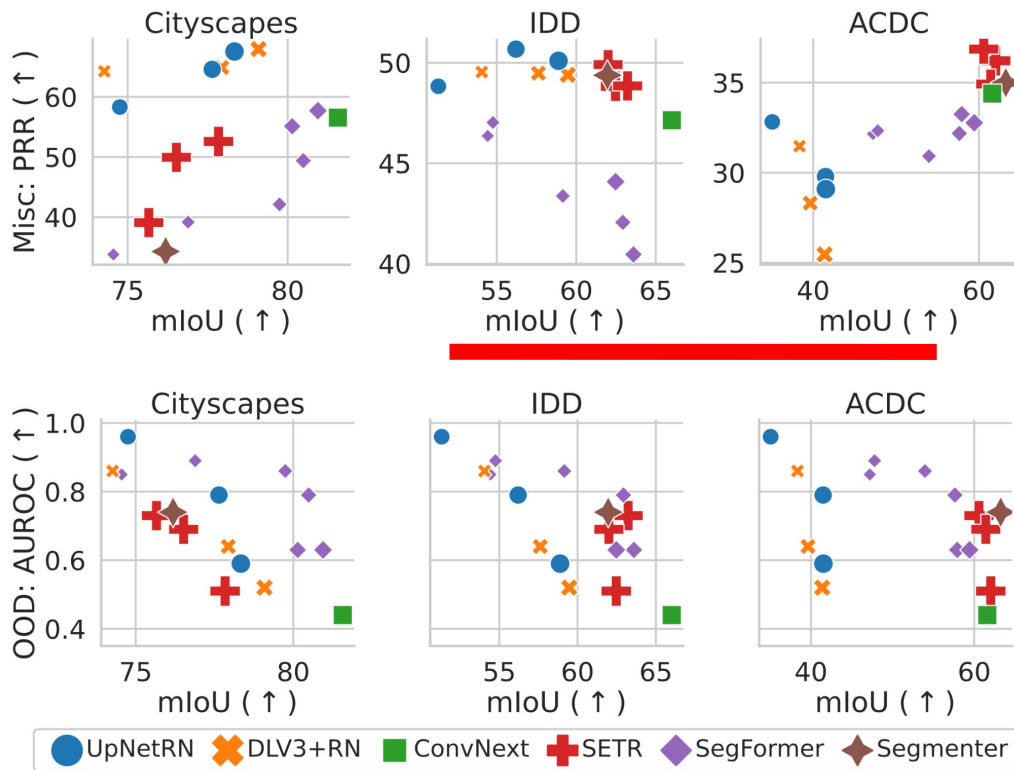 Cityscapes IDD ACDC
Misc: PRR (↑)
60
50
40
50
45
40
35
30
25
75 80 55 60 65 40 60
mIoU (↑) mIoU (↑) mIoU (↑)
Cityscapes IDD ACDC
OOD: AUROC (↑)
1.0
0.8
0.6
0.4
75 80 55 60 65 40 60
mIoU (↑) mIoU (↑) mIoU (↑)
UpNetRN DLV3+RN ConvNext SETR SegFormer Segmenter